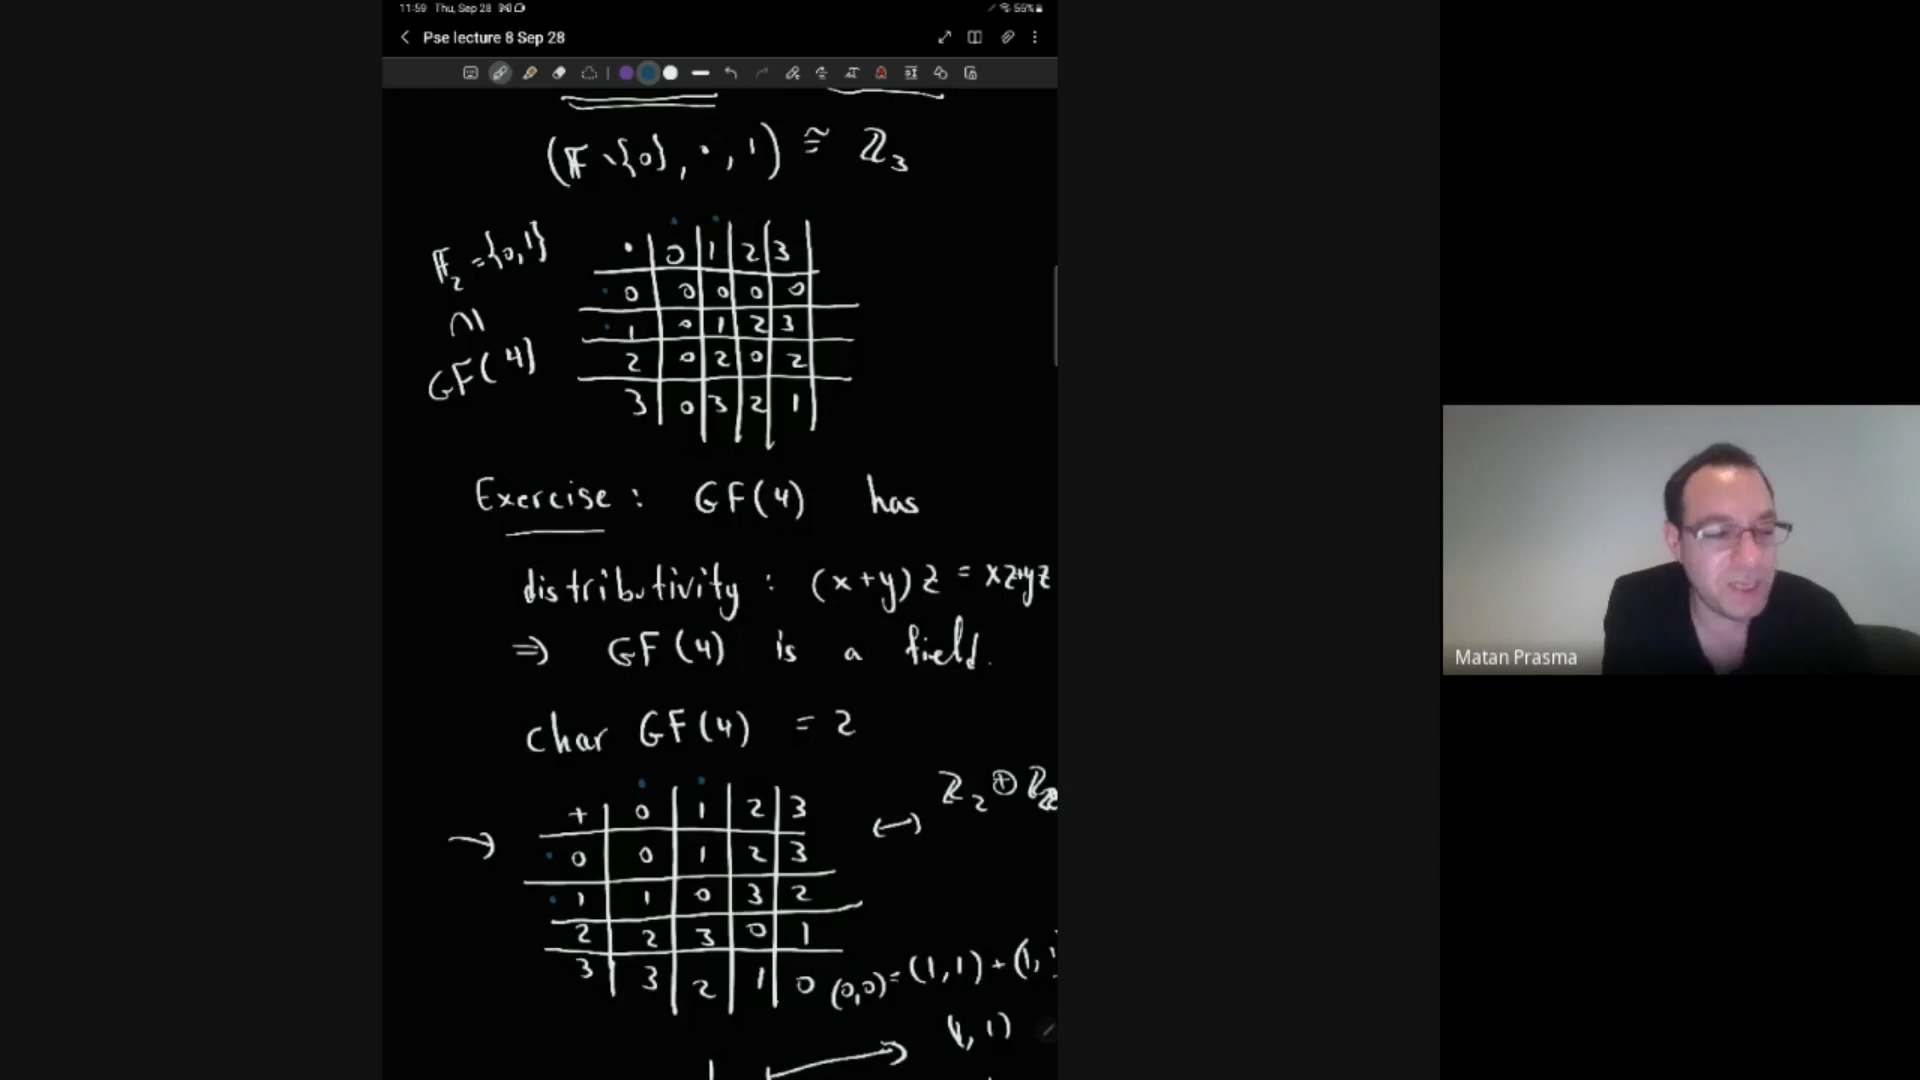 11:59 Thu, Sep 28 55%
Pse lecture 8 Sep 28
(𝔽∖{0}, ·, 1) ≅ ℤ₃
𝔽₂ = {0,1}
⊆
GF(4)
· | 0 | 1 | 2 | 3
0 | 0 | 0 | 0 | 0
1 | 0 | 1 | 2 | 3
2 | 0 | 2 | 0 | 2
3 | 0 | 3 | 2 | 1
Exercise : GF(4) has
distributivity : (x+y)z = xz+yz
⇒ GF(4) is a field.
char GF(4) = 2
→
+ | 0 | 1 | 2 | 3
0 | 0 | 1 | 2 | 3
1 | 1 | 0 | 3 | 2
2 | 2 | 3 | 0 | 1
3 | 3 | 2 | 1 | 0
↔ ℤ₂ ⊕ ℤ₂
(0,0) = (1,1) + (1,
(1,1)
Matan Prasma